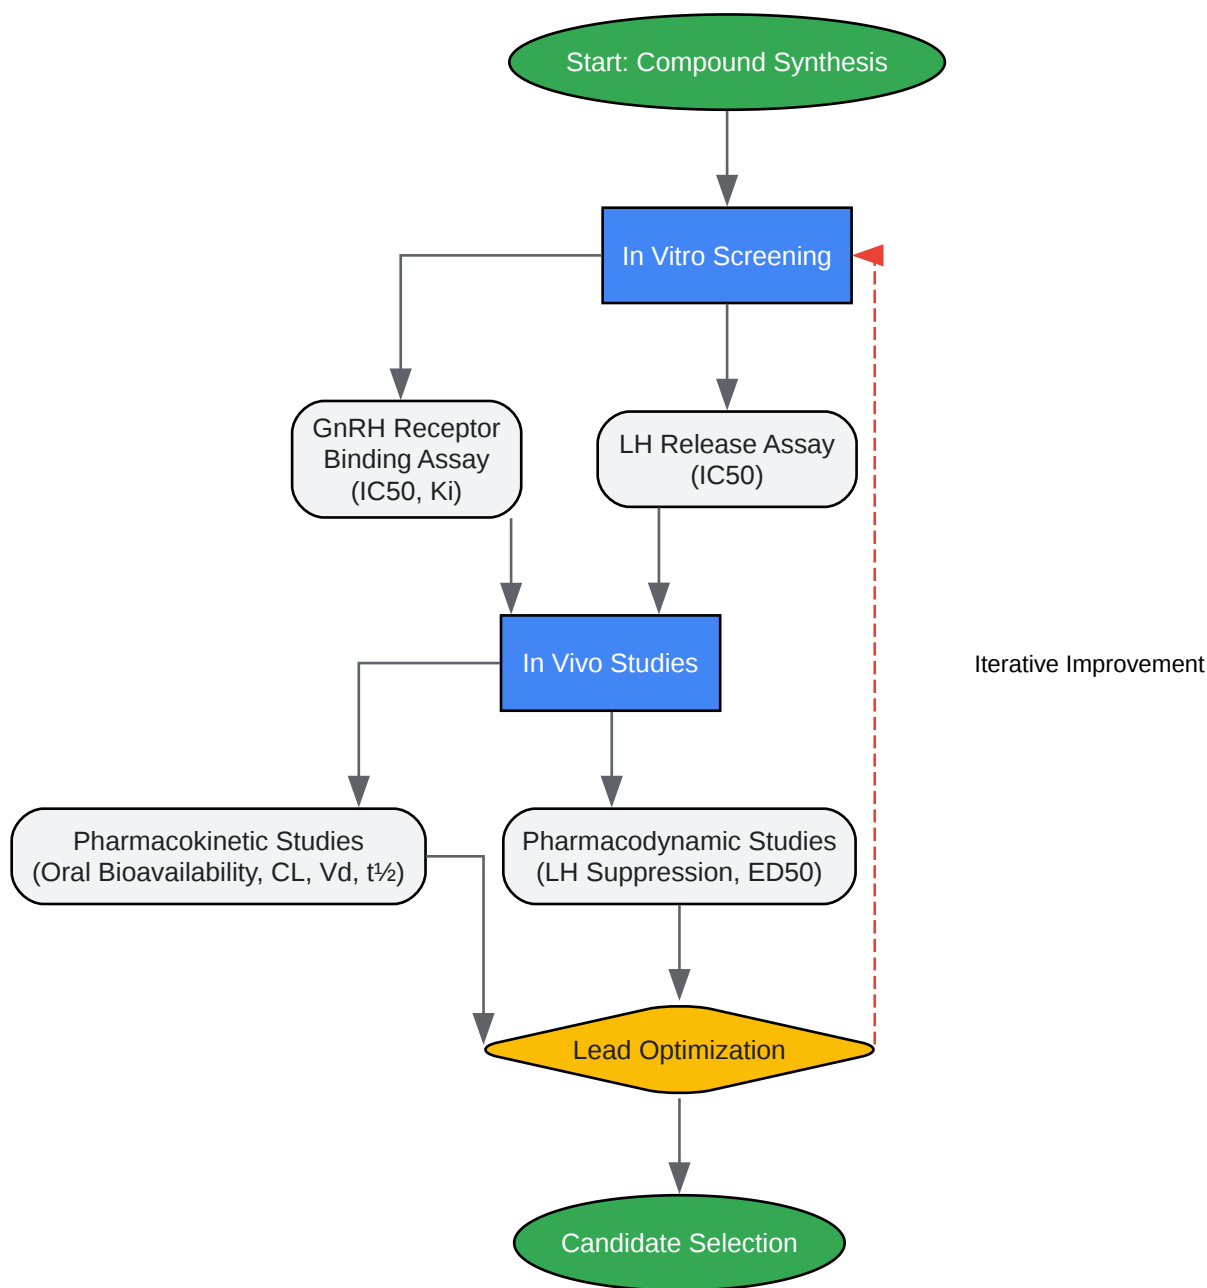 Start: Compound Synthesis
In Vitro Screening
GnRH Receptor
Binding Assay
(IC50, Ki)
LH Release Assay
(IC50)
In Vivo Studies
Iterative Improvement
Pharmacokinetic Studies
(Oral Bioavailability, CL, Vd, t½)
Pharmacodynamic Studies
(LH Suppression, ED50)
Lead Optimization
Candidate Selection